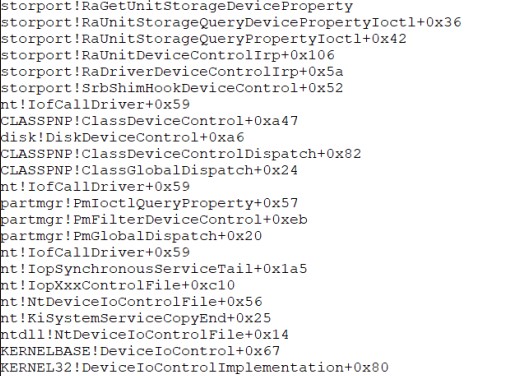 storport!RaGetUnitStorageDeviceProperty
storport!RaUnitStorageQueryDevicePropertyIoctl+0x36
storport!RaUnitStorageQueryPropertyIoctl+0x42
storport!RaUnitDeviceControlIrp+0x106
storport!RaDriverDeviceControlIrp+0x5a
storport!SrbShimHookDeviceControl+0x52
nt!IofCallDriver+0x59
CLASSPNP!ClassDeviceControl+0xa47
disk!DiskDeviceControl+0xa6
CLASSPNP!ClassDeviceControlDispatch+0x82
CLASSPNP!ClassGlobalDispatch+0x24
nt!IofCallDriver+0x59
partmgr!PmIoctlQueryProperty+0x57
partmgr!PmFilterDeviceControl+0xeb
partmgr!PmGlobalDispatch+0x20
nt!IofCallDriver+0x59
nt!IopSynchronousServiceTail+0x1a5
nt!IopXxxControlFile+0xc10
nt!NtDeviceIoControlFile+0x56
nt!KiSystemServiceCopyEnd+0x25
ntdll!NtDeviceIoControlFile+0x14
KERNELBASE!DeviceIoControl+0x67
KERNEL32!DeviceIoControlImplementation+0x80